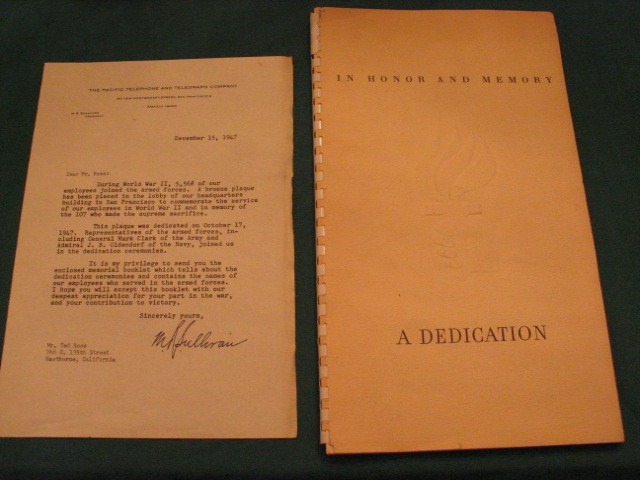 THE PACIFIC TELEPHONE AND TELEGRAPH COMPANY
PRESIDENT
December 15, 1947
Dear Mr.
During World War II, 5,598 of our
employees joined the armed forces. A bronze plaque
has been placed in the lobby of our headquarters
building in San Francisco to commemorate the service
of our employees in World War II and in memory of
the 107 who made the supreme sacrifice.
This plaque was dedicated on October 17,
1947. Representatives of the armed forces, in-
cluding General Mark Clark of the Army and
Admiral J. B. Oldendorf of the Navy, joined us
in the dedication ceremonies.
It is my privilege to send you the
enclosed memorial booklet which tells about the
dedication ceremonies and contains the names of
our employees who served in the armed forces.
I hope you will accept this booklet with our
deepest appreciation for your part in the war,
and your contribution to victory.
Sincerely yours,
Sullivan
Mr. Ted
Street
Hawthorne, California
IN HONOR AND MEMORY
A DEDICATION